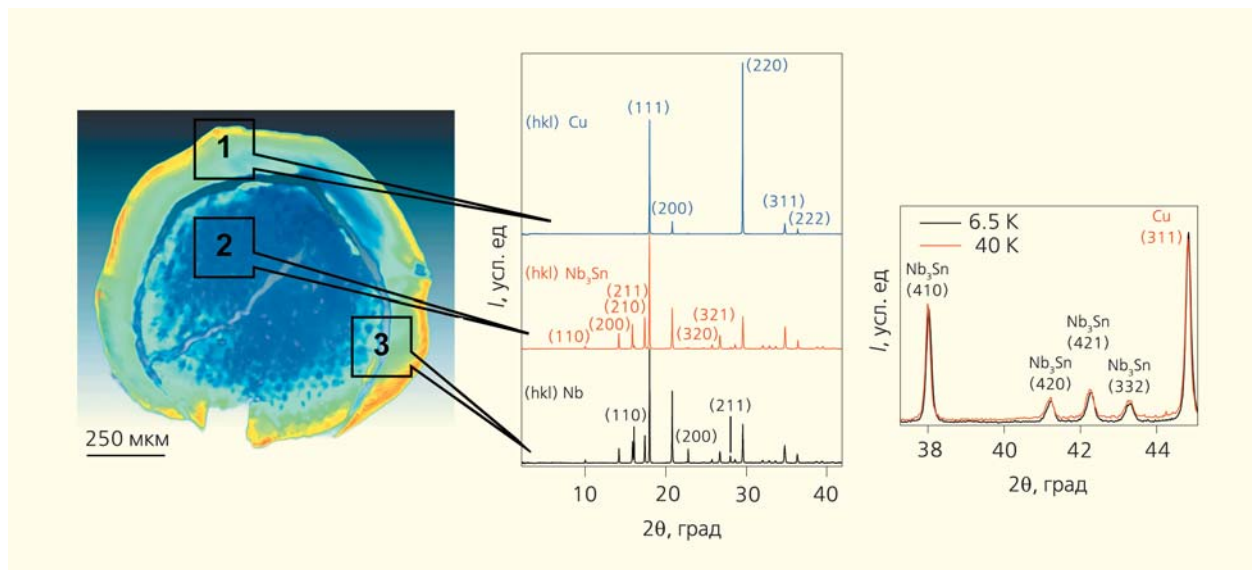 1
2
3
250 мкм
I, усл. ед
(hkl) Cu
(111)
(200)
(220)
(311)
(222)
(hkl) Nb₃Sn
(110)
(200)
(210)
(211)
(320)
(321)
(hkl) Nb
(110)
(200)
(211)
10 20 30 40
2θ, град
I, усл. ед
6.5 K
40 K
Nb₃Sn
(410)
Nb₃Sn
(420)
Nb₃Sn
(421)
Nb₃Sn
(332)
Cu
(311)
38 40 42 44
2θ, град